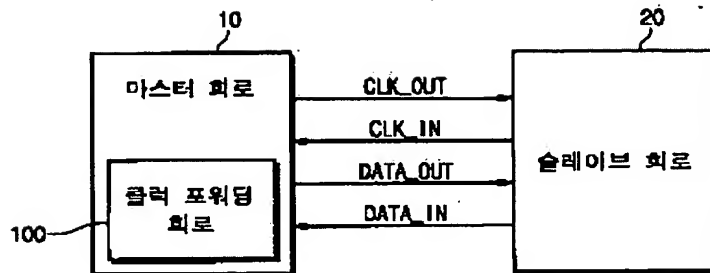 10
20
마스터 회로
CLK_OUT
CLK_IN
슬레이브 회로
DATA_OUT
클럭 포워딩
회로
DATA_IN
100